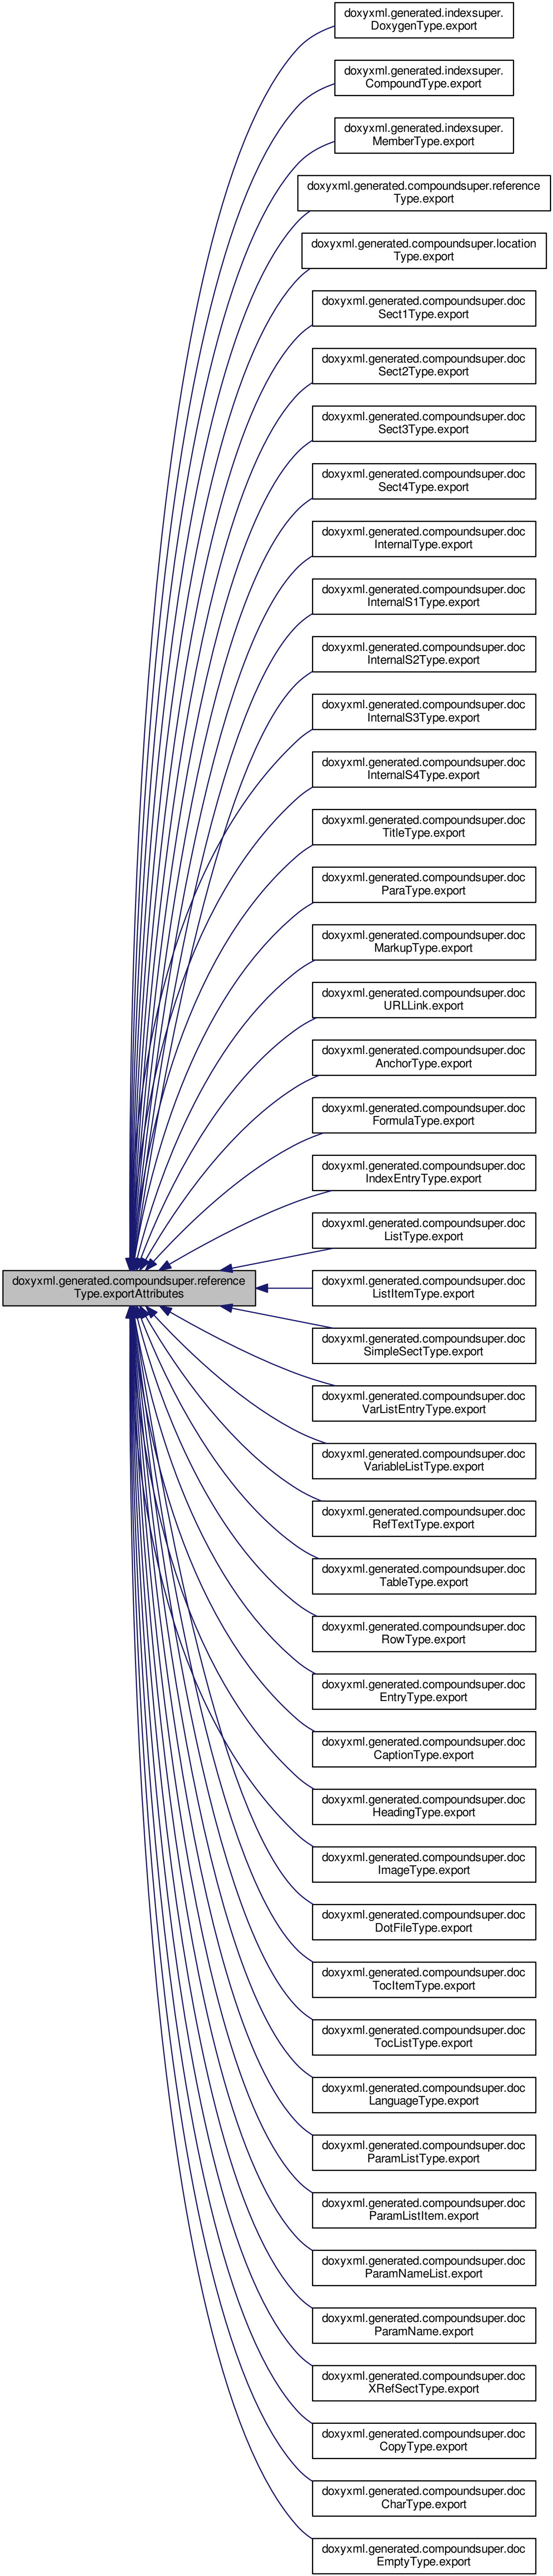 doxyxml.generated.indexsuper.
DoxygenType.export
doxyxml.generated.indexsuper.
CompoundType.export
doxyxml.generated.indexsuper.
MemberType.export
doxyxml.generated.compoundsuper.reference
Type.export
doxyxml.generated.compoundsuper.location
Type.export
doxyxml.generated.compoundsuper.doc
Sect1Type.export
doxyxml.generated.compoundsuper.doc
Sect2Type.export
doxyxml.generated.compoundsuper.doc
Sect3Type.export
doxyxml.generated.compoundsuper.doc
Sect4Type.export
doxyxml.generated.compoundsuper.doc
InternalType.export
doxyxml.generated.compoundsuper.doc
InternalS1Type.export
doxyxml.generated.compoundsuper.doc
InternalS2Type.export
doxyxml.generated.compoundsuper.doc
InternalS3Type.export
doxyxml.generated.compoundsuper.doc
InternalS4Type.export
doxyxml.generated.compoundsuper.doc
TitleType.export
doxyxml.generated.compoundsuper.doc
ParaType.export
doxyxml.generated.compoundsuper.doc
MarkupType.export
doxyxml.generated.compoundsuper.doc
URLLink.export
doxyxml.generated.compoundsuper.doc
AnchorType.export
doxyxml.generated.compoundsuper.doc
FormulaType.export
doxyxml.generated.compoundsuper.doc
IndexEntryType.export
doxyxml.generated.compoundsuper.doc
ListType.export
doxyxml.generated.compoundsuper.reference
Type.exportAttributes
doxyxml.generated.compoundsuper.doc
ListItemType.export
doxyxml.generated.compoundsuper.doc
SimpleSectType.export
doxyxml.generated.compoundsuper.doc
VarListEntryType.export
doxyxml.generated.compoundsuper.doc
VariableListType.export
doxyxml.generated.compoundsuper.doc
RefTextType.export
doxyxml.generated.compoundsuper.doc
TableType.export
doxyxml.generated.compoundsuper.doc
RowType.export
doxyxml.generated.compoundsuper.doc
EntryType.export
doxyxml.generated.compoundsuper.doc
CaptionType.export
doxyxml.generated.compoundsuper.doc
HeadingType.export
doxyxml.generated.compoundsuper.doc
ImageType.export
doxyxml.generated.compoundsuper.doc
DotFileType.export
doxyxml.generated.compoundsuper.doc
TocItemType.export
doxyxml.generated.compoundsuper.doc
TocListType.export
doxyxml.generated.compoundsuper.doc
LanguageType.export
doxyxml.generated.compoundsuper.doc
ParamListType.export
doxyxml.generated.compoundsuper.doc
ParamListItem.export
doxyxml.generated.compoundsuper.doc
ParamNameList.export
doxyxml.generated.compoundsuper.doc
ParamName.export
doxyxml.generated.compoundsuper.doc
XRefSectType.export
doxyxml.generated.compoundsuper.doc
CopyType.export
doxyxml.generated.compoundsuper.doc
CharType.export
doxyxml.generated.compoundsuper.doc
EmptyType.export